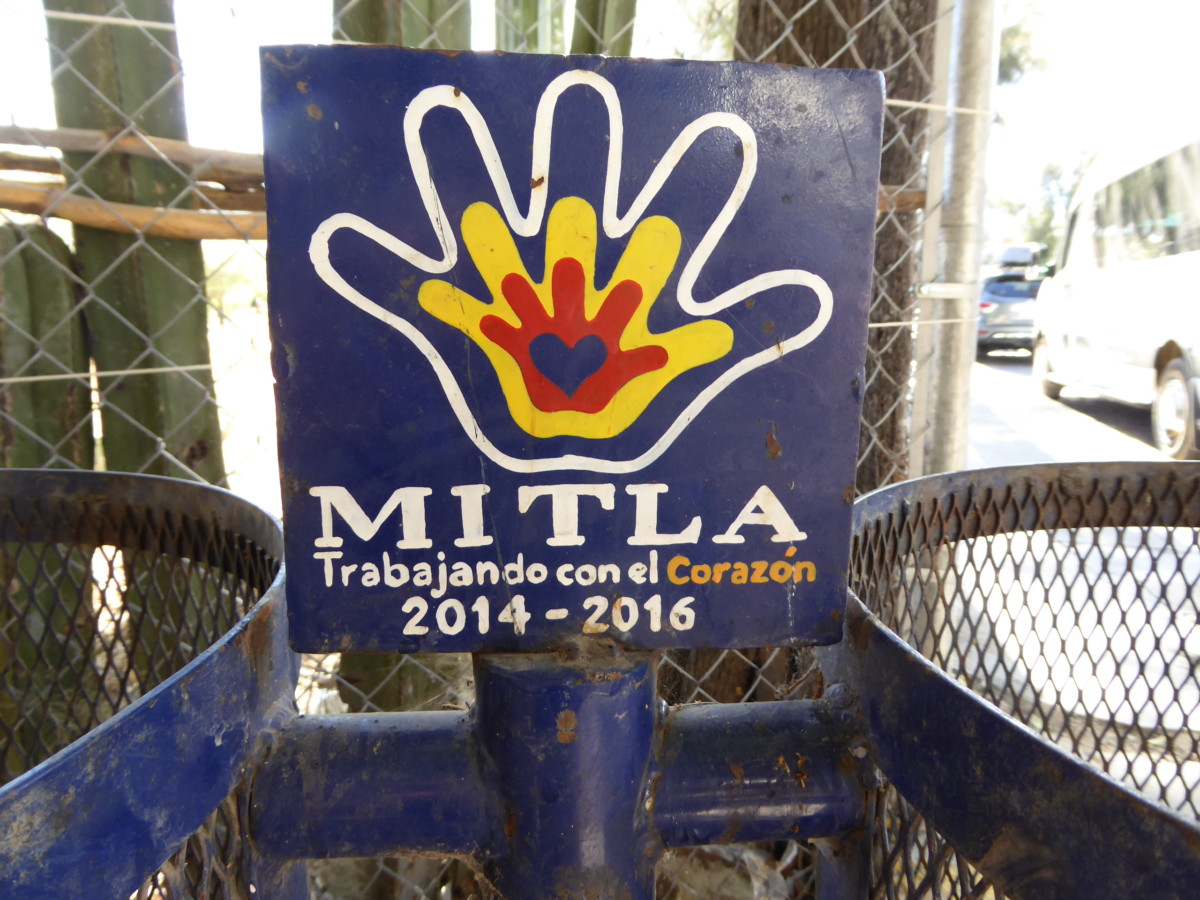 MITLA
Trabajando con el Corazón
2014 - 2016